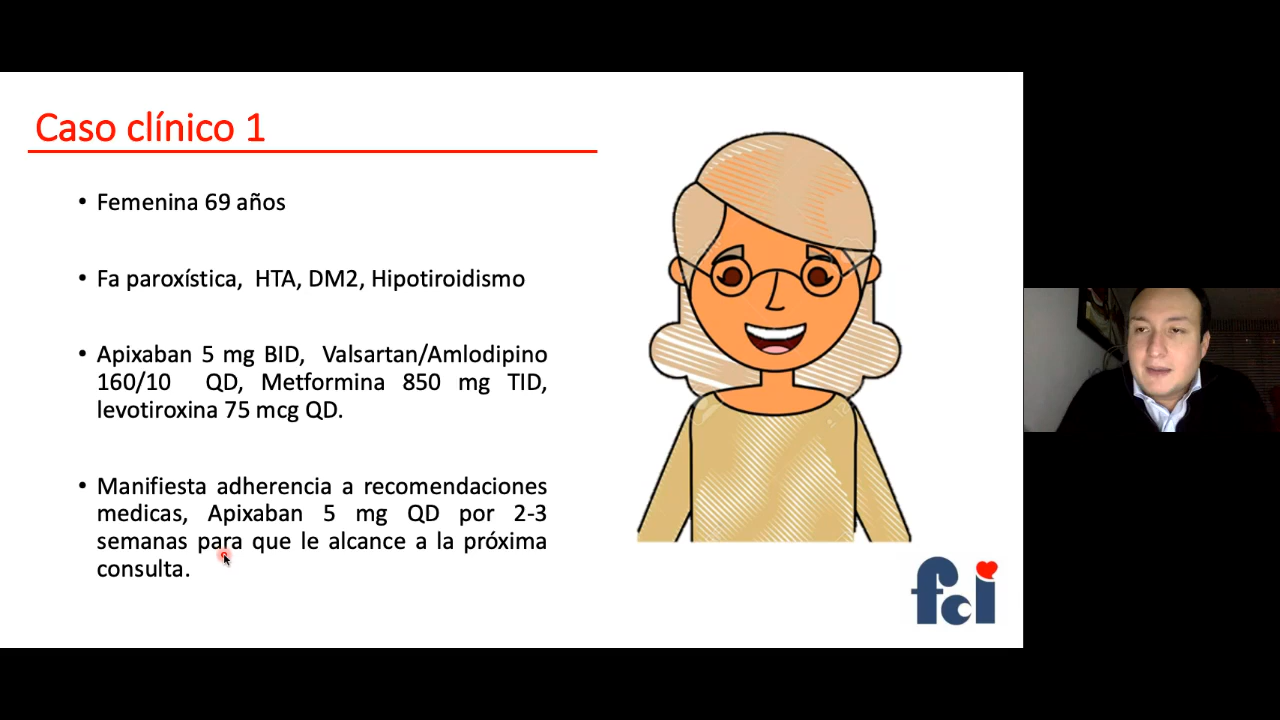 Caso clínico 1
• Femenina 69 años
• Fa paroxística, HTA, DM2, Hipotiroidismo
• Apixaban 5 mg BID, Valsartan/Amlodipino
160/10 QD, Metformina 850 mg TID,
levotiroxina 75 mcg QD.
• Manifiesta adherencia a recomendaciones
medicas, Apixaban 5 mg QD por 2-3
semanas para que le alcance a la próxima
consulta.
fci